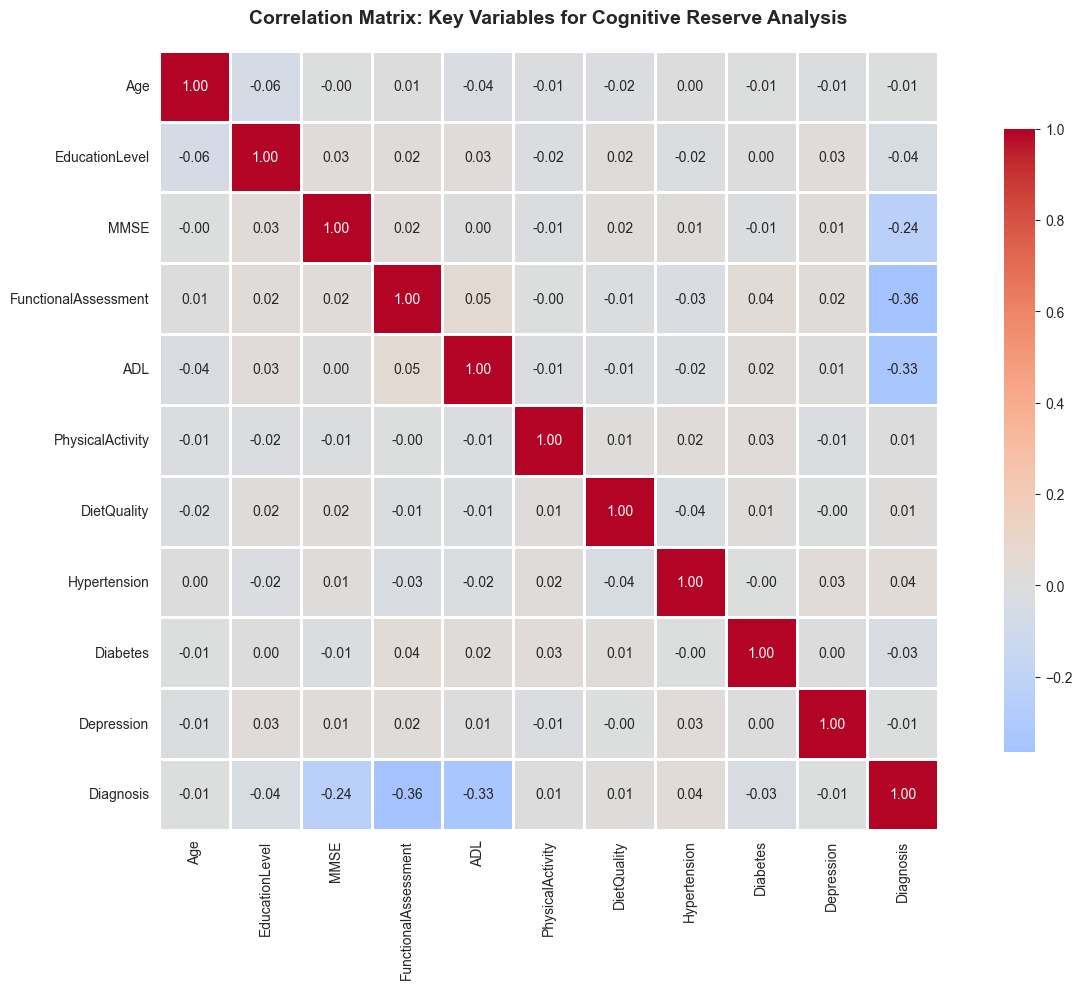 Correlation Matrix: Key Variables for Cognitive Reserve Analysis
Age 1.00 -0.06 -0.00 0.01 -0.04 -0.01 -0.02 0.00 -0.01 -0.01 -0.01
EducationLevel -0.06 1.00 0.03 0.02 0.03 -0.02 0.02 -0.02 0.00 0.03 -0.04
MMSE -0.00 0.03 1.00 0.02 0.00 -0.01 0.02 0.01 -0.01 0.01 -0.24
FunctionalAssessment 0.01 0.02 0.02 1.00 0.05 -0.00 -0.01 -0.03 0.04 0.02 -0.36
ADL -0.04 0.03 0.00 0.05 1.00 -0.01 -0.01 -0.02 0.02 0.01 -0.33
PhysicalActivity -0.01 -0.02 -0.01 -0.00 -0.01 1.00 0.01 0.02 0.03 -0.01 0.01
DietQuality -0.02 0.02 0.02 -0.01 -0.01 0.01 1.00 -0.04 0.01 -0.00 0.01
Hypertension 0.00 -0.02 0.01 -0.03 -0.02 0.02 -0.04 1.00 -0.00 0.03 0.04
Diabetes -0.01 0.00 -0.01 0.04 0.02 0.03 0.01 -0.00 1.00 0.00 -0.03
Depression -0.01 0.03 0.01 0.02 0.01 -0.01 -0.00 0.03 0.00 1.00 -0.01
Diagnosis -0.01 -0.04 -0.24 -0.36 -0.33 0.01 0.01 0.04 -0.03 -0.01 1.00
Age
EducationLevel
MMSE
FunctionalAssessment
ADL
PhysicalActivity
DietQuality
Hypertension
Diabetes
Depression
Diagnosis
1.0
0.8
0.6
0.4
0.2
0.0
−0.2